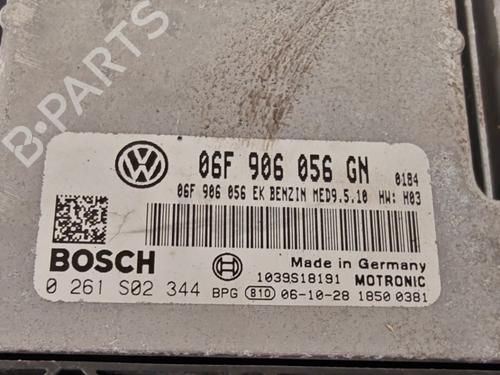 B-PARTS
VW
06F 906 056 GN 0184
06F 906 056 EK BENZIN MED9.5.10 HW: H03
BOSCH
Made in Germany
1039S18191 MOTRONIC
0 261 S02 344 BPG 810 06-10-28 1850 0381